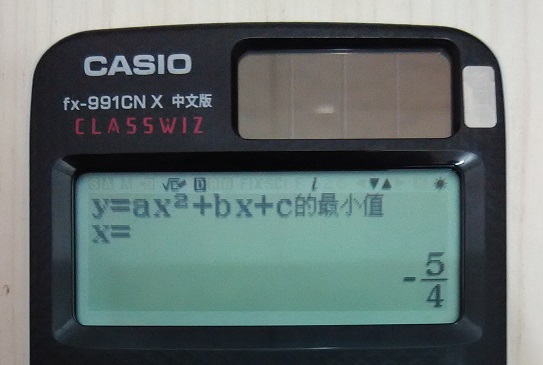 CASIO
fx-991CN X 中文版
CLASSWIZ
√ D i ▼▲
y=ax²+bx+c的最小值
x=
-5/4